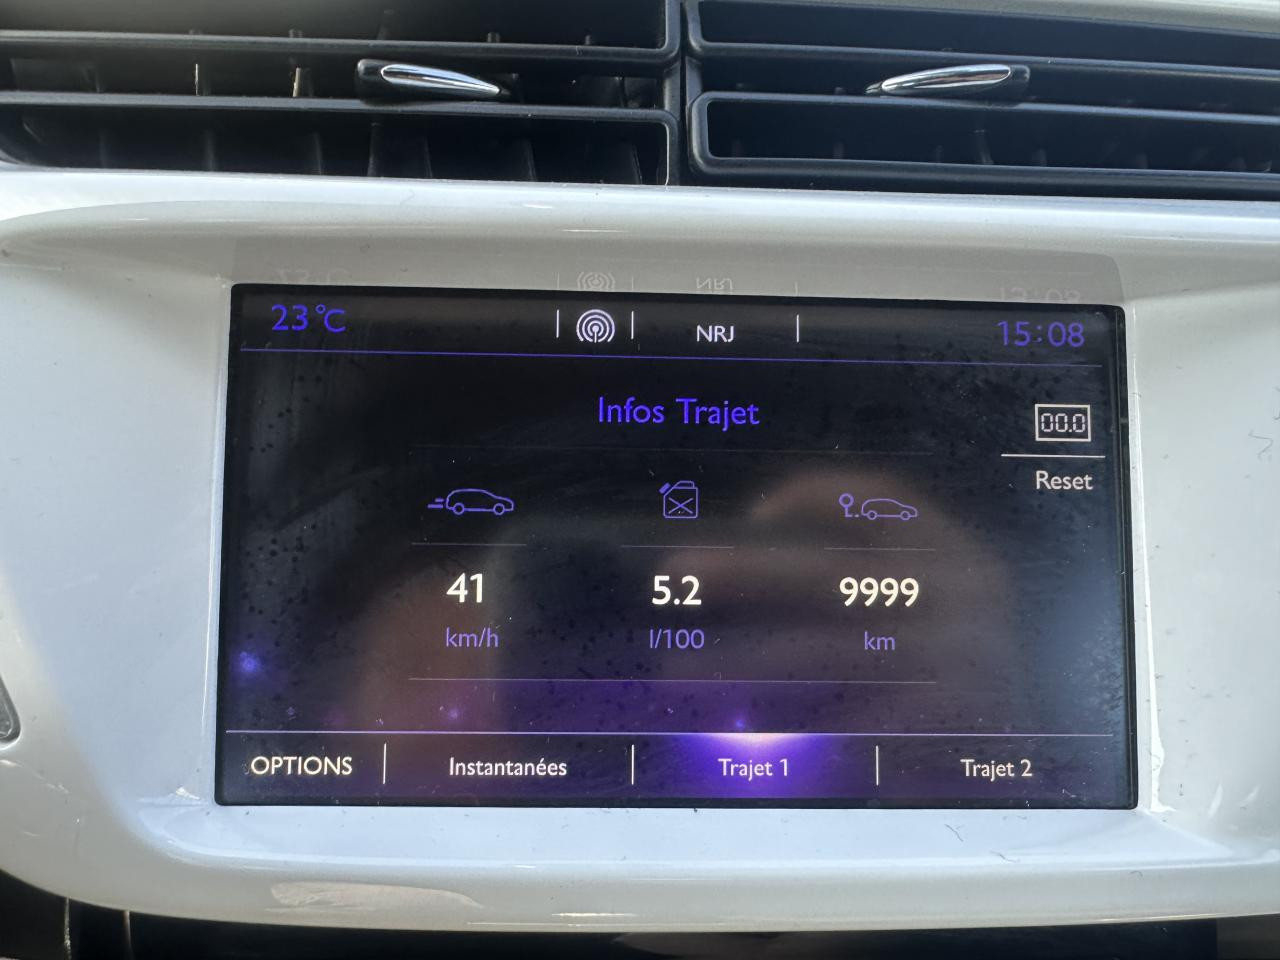 23°C NRJ 15:08
Infos Trajet
00.0
Reset
41 5.2 9999
km/h l/100 km
OPTIONS Instantanées Trajet 1 Trajet 2